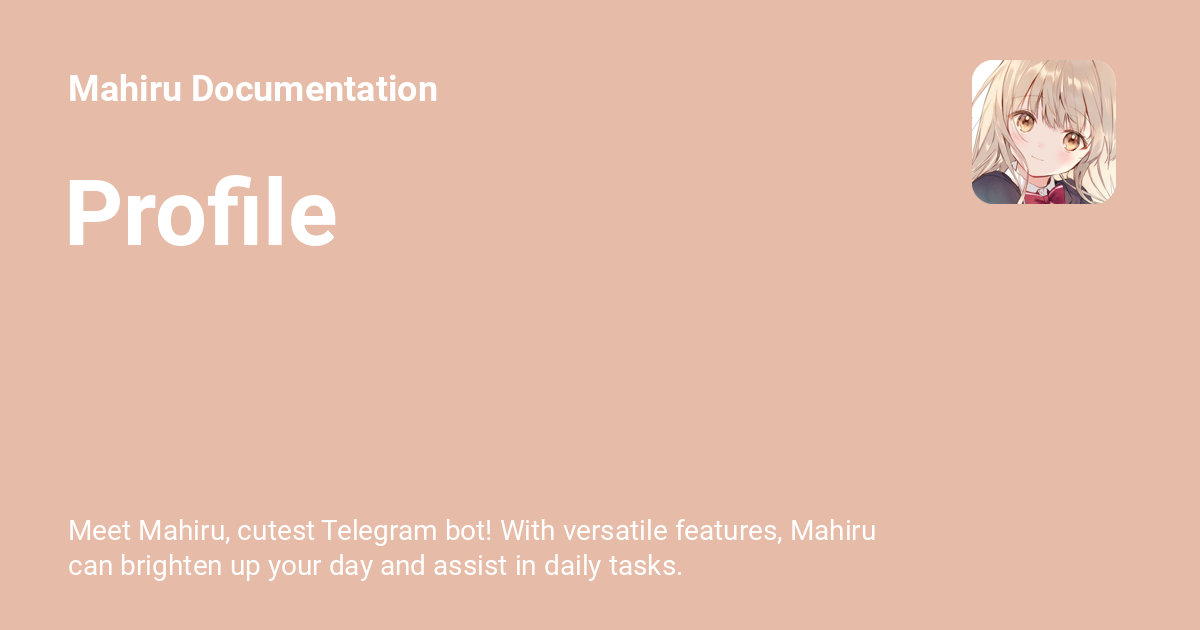 Mahiru Documentation
Profile
Meet Mahiru, cutest Telegram bot! With versatile features, Mahiru
can brighten up your day and assist in daily tasks.